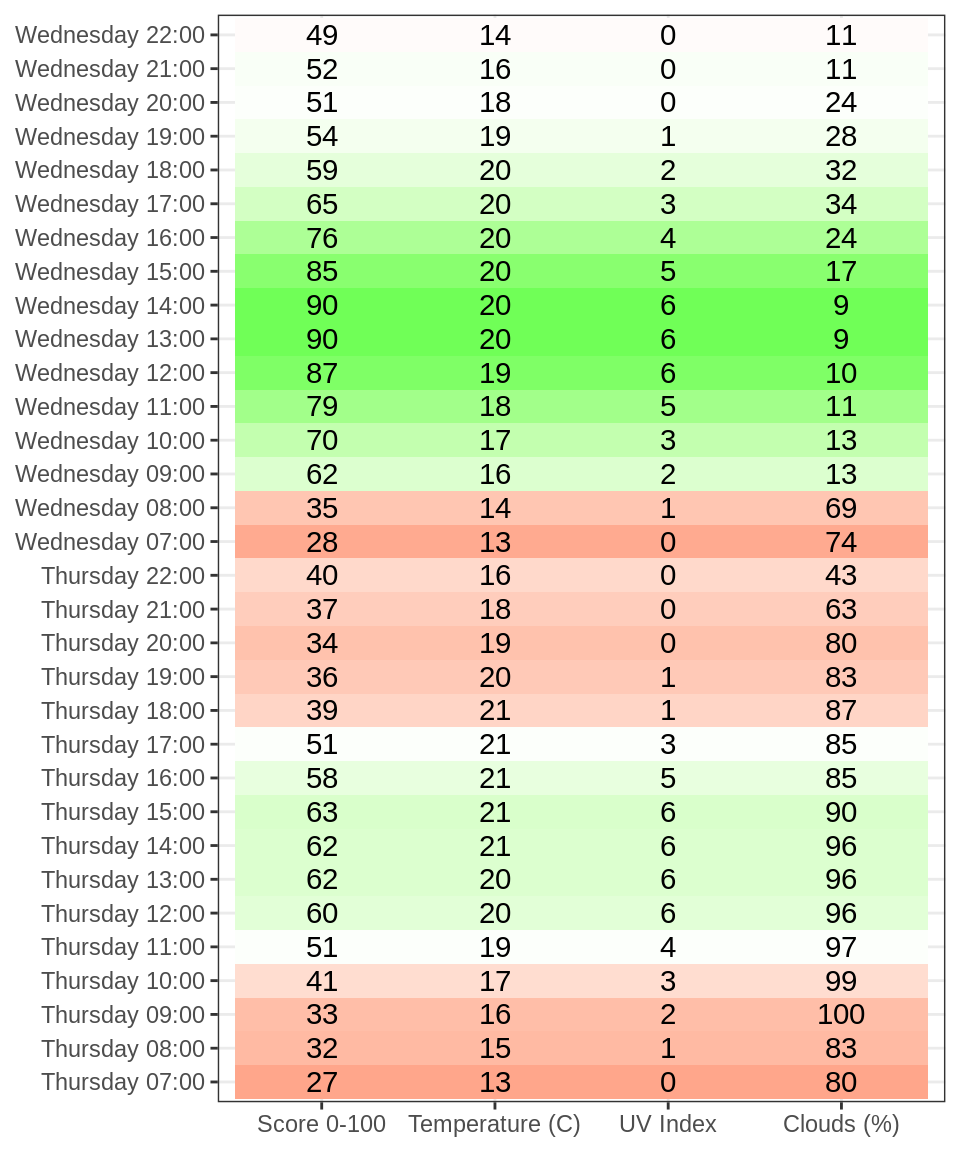 Wednesday 22:00 49 14 0 11
Wednesday 21:00 52 16 0 11
Wednesday 20:00 51 18 0 24
Wednesday 19:00 54 19 1 28
Wednesday 18:00 59 20 2 32
Wednesday 17:00 65 20 3 34
Wednesday 16:00 76 20 4 24
Wednesday 15:00 85 20 5 17
Wednesday 14:00 90 20 6 9
Wednesday 13:00 90 20 6 9
Wednesday 12:00 87 19 6 10
Wednesday 11:00 79 18 5 11
Wednesday 10:00 70 17 3 13
Wednesday 09:00 62 16 2 13
Wednesday 08:00 35 14 1 69
Wednesday 07:00 28 13 0 74
Thursday 22:00 40 16 0 43
Thursday 21:00 37 18 0 63
Thursday 20:00 34 19 0 80
Thursday 19:00 36 20 1 83
Thursday 18:00 39 21 1 87
Thursday 17:00 51 21 3 85
Thursday 16:00 58 21 5 85
Thursday 15:00 63 21 6 90
Thursday 14:00 62 21 6 96
Thursday 13:00 62 20 6 96
Thursday 12:00 60 20 6 96
Thursday 11:00 51 19 4 97
Thursday 10:00 41 17 3 99
Thursday 09:00 33 16 2 100
Thursday 08:00 32 15 1 83
Thursday 07:00 27 13 0 80
Score 0-100 Temperature (C) UV Index Clouds (%)